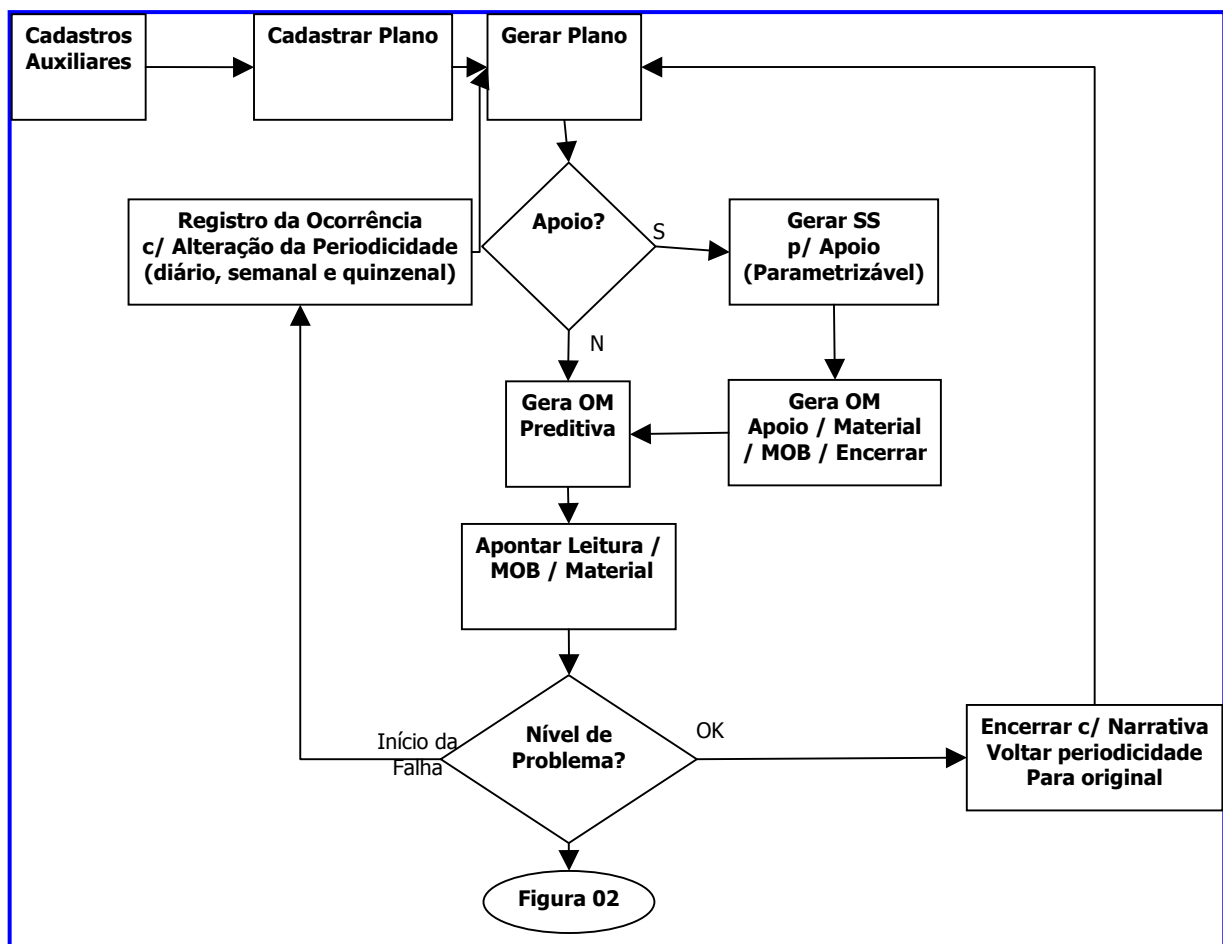 Cadastros
Auxiliares
Cadastrar Plano
Gerar Plano
Registro da Ocorrência
c/ Alteração da Periodicidade
(diário, semanal e quinzenal)
Apoio?
S
Gerar SS
p/ Apoio
(Parametrizável)
N
Gera OM
Preditiva
Gera OM
Apoio / Material
/ MOB / Encerrar
Apontar Leitura /
MOB / Material
Início da
Falha
Nível de
Problema?
OK
Encerrar c/ Narrativa
Voltar periodicidade
Para original
Figura 02